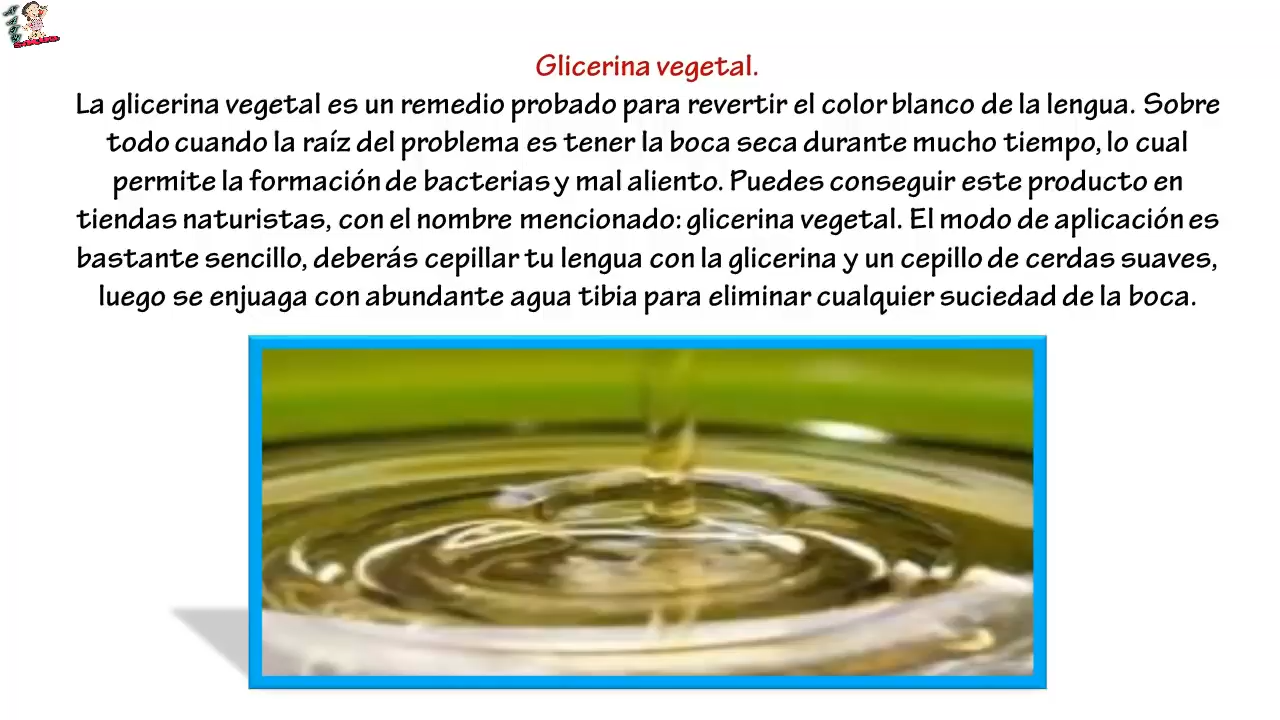 Glicerina vegetal.
La glicerina vegetal es un remedio probado para revertir el color blanco de la lengua. Sobre
todo cuando la raíz del problema es tener la boca seca durante mucho tiempo, lo cual
permite la formación de bacterias y mal aliento. Puedes conseguir este producto en
tiendas naturistas, con el nombre mencionado: glicerina vegetal. El modo de aplicación es
bastante sencillo, deberás cepillar tu lengua con la glicerina y un cepillo de cerdas suaves,
luego se enjuaga con abundante agua tibia para eliminar cualquier suciedad de la boca.